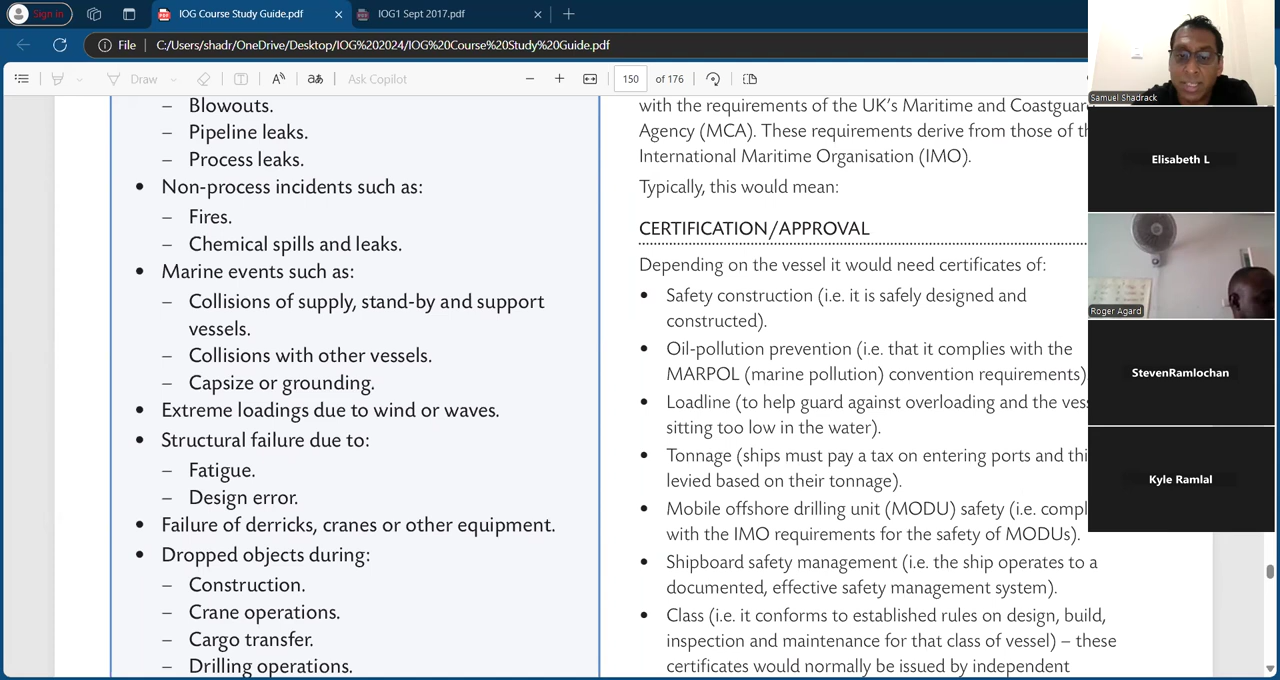 Sign in
IOG Course Study Guide.pdf
IOG1 Sept 2017.pdf
File
C:/Users/shadr/OneDrive/Desktop/IOG%202024/IOG%20Course%20Study%20Guide.pdf
Draw
aあ
Ask Copilot
150 of 176
– Blowouts.
– Pipeline leaks.
– Process leaks.
• Non-process incidents such as:
– Fires.
– Chemical spills and leaks.
• Marine events such as:
– Collisions of supply, stand-by and support
vessels.
– Collisions with other vessels.
– Capsize or grounding.
• Extreme loadings due to wind or waves.
• Structural failure due to:
– Fatigue.
– Design error.
• Failure of derricks, cranes or other equipment.
• Dropped objects during:
– Construction.
– Crane operations.
– Cargo transfer.
– Drilling operations.
with the requirements of the UK's Maritime and Coastguar
Agency (MCA). These requirements derive from those of th
International Maritime Organisation (IMO).
Typically, this would mean:
CERTIFICATION/APPROVAL
Depending on the vessel it would need certificates of:
• Safety construction (i.e. it is safely designed and
constructed).
• Oil-pollution prevention (i.e. that it complies with the
MARPOL (marine pollution) convention requirements)
• Loadline (to help guard against overloading and the vess
sitting too low in the water).
• Tonnage (ships must pay a tax on entering ports and thi
levied based on their tonnage).
• Mobile offshore drilling unit (MODU) safety (i.e. compl
with the IMO requirements for the safety of MODUs).
• Shipboard safety management (i.e. the ship operates to a
documented, effective safety management system).
• Class (i.e. it conforms to established rules on design, build,
inspection and maintenance for that class of vessel) – these
certificates would normally be issued by independent
Samuel Shadrack
Elisabeth L
Roger Agard
StevenRamlochan
Kyle Ramlal